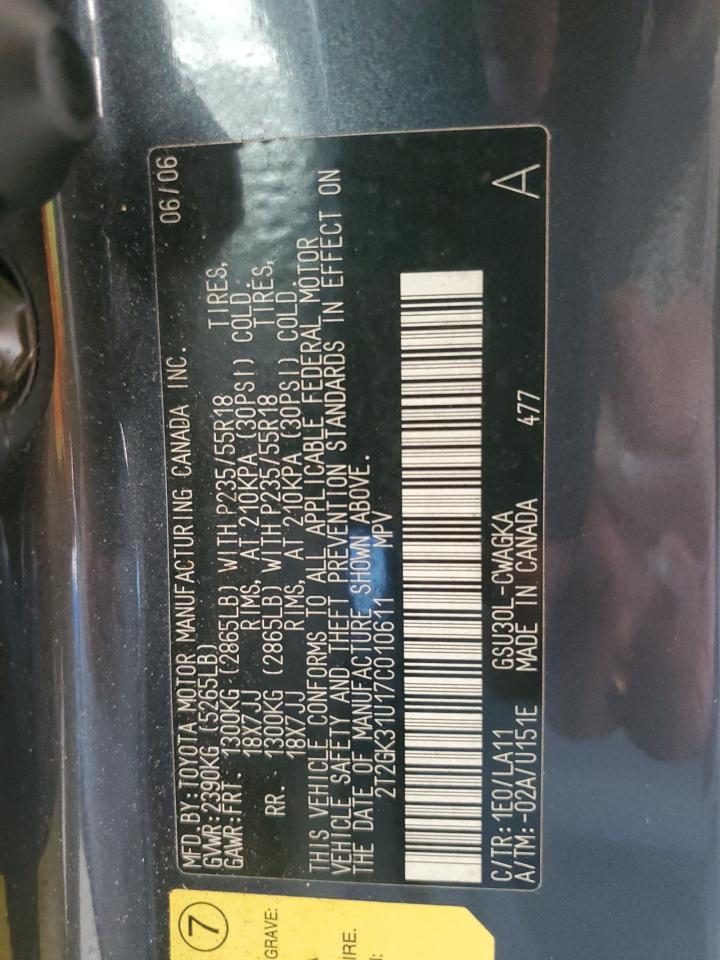 MFD. BY: TOYOTA MOTOR MANUFACTURING CANADA INC. 06/06
GVWR: 2390KG (5265LB)
GAWR: FRT. 1300KG (2865LB) WITH P235/55R18 TIRES,
18X7JJ RIMS, AT 210KPA (30PSI) COLD.
RR. 1300KG (2865LB) WITH P235/55R18 TIRES,
18X7JJ RIMS, AT 210KPA (30PSI) COLD.
THIS VEHICLE CONFORMS TO ALL APPLICABLE FEDERAL MOTOR
VEHICLE SAFETY AND THEFT PREVENTION STANDARDS IN EFFECT ON
THE DATE OF MANUFACTURE SHOWN ABOVE.
2T2GK31U17C010611 MPV
C/TR: 1E0/LA11 GSU30L-CWAGKA 477 A
A/TM: -02A/U151E MADE IN CANADA
7
GRAVE:
IRE.